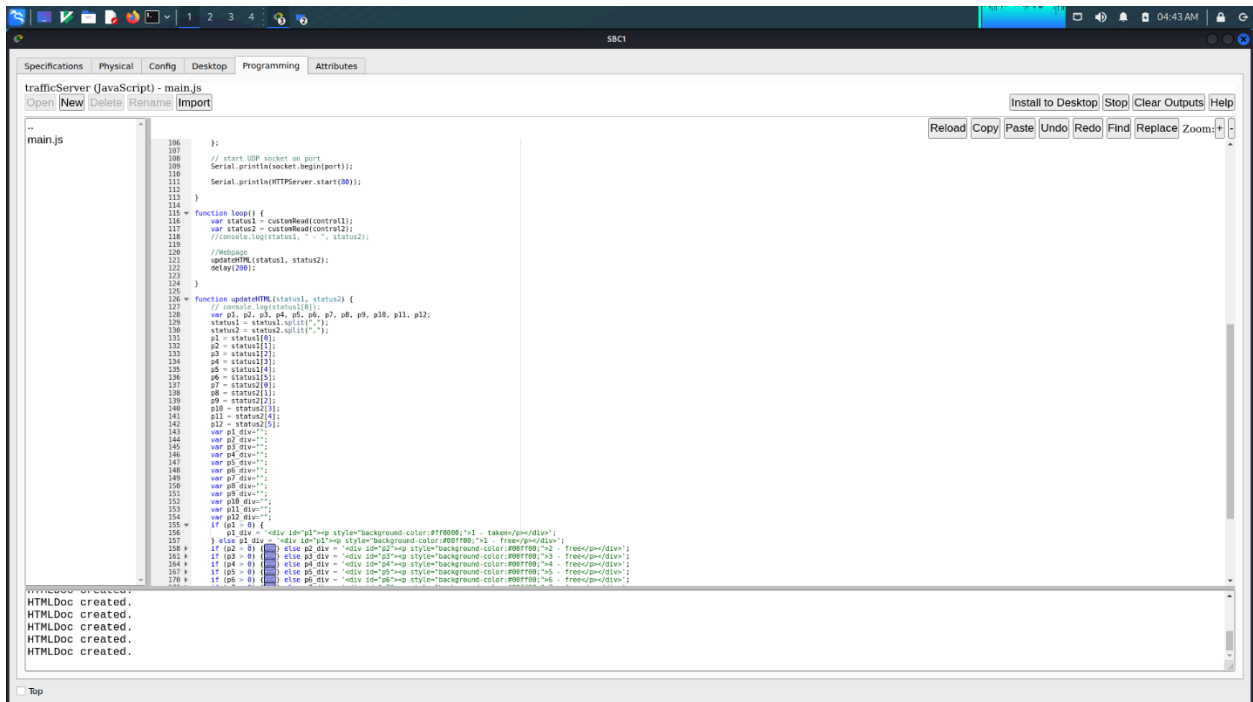 1 2 3 4
04:43 AM
SBC1
Specifications Physical Config Desktop Programming Attributes
trafficServer (JavaScript) - main.js
Open New Delete Rename Import
Install to Desktop Stop Clear Outputs Help
Reload Copy Paste Undo Redo Find Replace Zoom: + -
..
main.js
106 };
107
108 // start UDP socket on port
109 Serial.println(socket.begin(port));
110
111 Serial.println(HTTPServer.start(80));
112
113 }
114
115 function loop() {
116 var status1 = customRead(control1);
117 var status2 = customRead(control2);
118 //console.log(status1, " - ", status2);
119
120 //Webpage
121 updateHTML(status1, status2);
122 delay(200);
123
124 }
125
126 function updateHTML(status1, status2) {
127 // console.log(status1[0]);
128 var p1, p2, p3, p4, p5, p6, p7, p8, p9, p10, p11, p12;
129 status1 = status1.split(",");
130 status2 = status2.split(",");
131 p1 = status1[0];
132 p2 = status1[1];
133 p3 = status1[2];
134 p4 = status1[3];
135 p5 = status1[4];
136 p6 = status1[5];
137 p7 = status2[0];
138 p8 = status2[1];
139 p9 = status2[2];
140 p10 = status2[3];
141 p11 = status2[4];
142 p12 = status2[5];
143 var p1_div="";
144 var p2_div="";
145 var p3_div="";
146 var p4_div="";
147 var p5_div="";
148 var p6_div="";
149 var p7_div="";
150 var p8_div="";
151 var p9_div="";
152 var p10_div="";
153 var p11_div="";
154 var p12_div="";
155 if (p1 > 0) {
156 p1_div = '<div id="p1"><p style="background-color:#ff0000;">1 - taken</p></div>';
157 } else p1_div = '<div id="p1"><p style="background-color:#00ff00;">1 - free</p></div>';
158 if (p2 > 0) {} else p2_div = '<div id="p2"><p style="background-color:#00ff00;">2 - free</p></div>';
161 if (p3 > 0) {} else p3_div = '<div id="p3"><p style="background-color:#00ff00;">3 - free</p></div>';
164 if (p4 > 0) {} else p4_div = '<div id="p4"><p style="background-color:#00ff00;">4 - free</p></div>';
167 if (p5 > 0) {} else p5_div = '<div id="p5"><p style="background-color:#00ff00;">5 - free</p></div>';
170 if (p6 > 0) {} else p6_div = '<div id="p6"><p style="background-color:#00ff00;">6 - free</p></div>';
HTMLDoc created.
HTMLDoc created.
HTMLDoc created.
HTMLDoc created.
HTMLDoc created.
HTMLDoc created.
Top